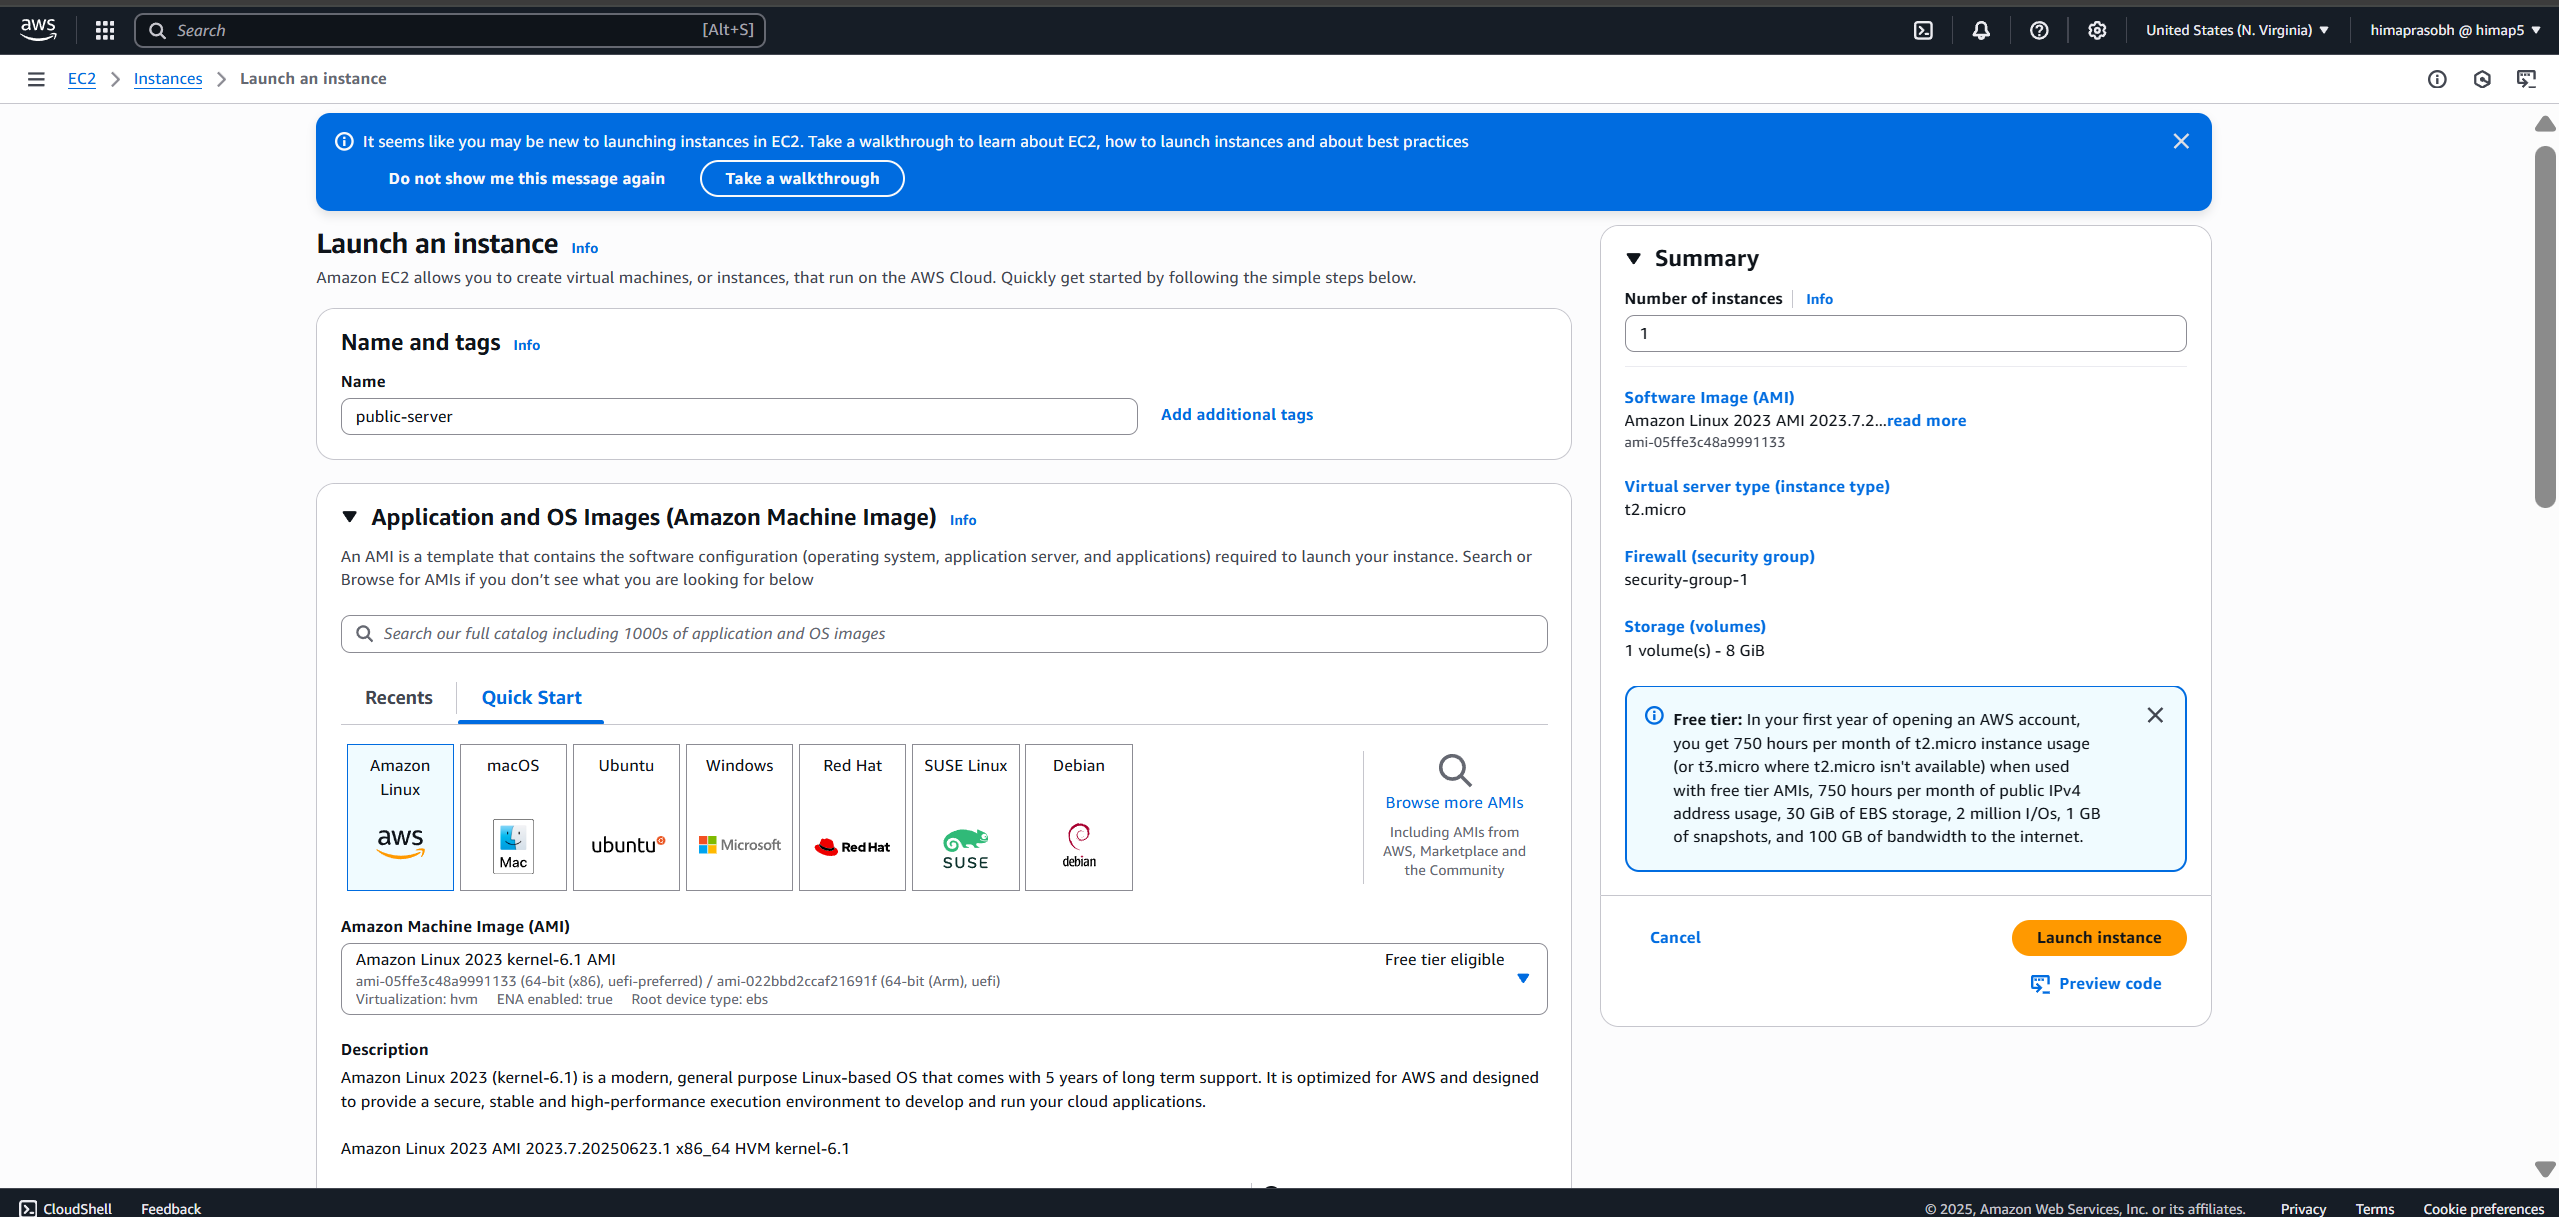 aws
Search [Alt+S]
United States (N. Virginia)
himaprasobh @ himap5
EC2 Instances Launch an instance
It seems like you may be new to launching instances in EC2. Take a walkthrough to learn about EC2, how to launch instances and about best practices
Do not show me this message again Take a walkthrough
Launch an instance Info
Amazon EC2 allows you to create virtual machines, or instances, that run on the AWS Cloud. Quickly get started by following the simple steps below.
Name and tags Info
Name
public-server
Add additional tags
Application and OS Images (Amazon Machine Image) Info
An AMI is a template that contains the software configuration (operating system, application server, and applications) required to launch your instance. Search or
Browse for AMIs if you don't see what you are looking for below
Search our full catalog including 1000s of application and OS images
Recents Quick Start
Amazon
Linux
aws
macOS
Mac
Ubuntu
ubuntu
Windows
Microsoft
Red Hat
Red Hat
SUSE Linux
SUSE
Debian
debian
Browse more AMIs
Including AMIs from
AWS, Marketplace and
the Community
Amazon Machine Image (AMI)
Amazon Linux 2023 kernel-6.1 AMI Free tier eligible
ami-05ffe3c48a9991133 (64-bit (x86), uefi-preferred) / ami-022bbd2ccaf21691f (64-bit (Arm), uefi)
Virtualization: hvm ENA enabled: true Root device type: ebs
Description
Amazon Linux 2023 (kernel-6.1) is a modern, general purpose Linux-based OS that comes with 5 years of long term support. It is optimized for AWS and designed
to provide a secure, stable and high-performance execution environment to develop and run your cloud applications.
Amazon Linux 2023 AMI 2023.7.20250623.1 x86_64 HVM kernel-6.1
Summary
Number of instances Info
1
Software Image (AMI)
Amazon Linux 2023 AMI 2023.7.2...read more
ami-05ffe3c48a9991133
Virtual server type (instance type)
t2.micro
Firewall (security group)
security-group-1
Storage (volumes)
1 volume(s) - 8 GiB
Free tier: In your first year of opening an AWS account,
you get 750 hours per month of t2.micro instance usage
(or t3.micro where t2.micro isn't available) when used
with free tier AMIs, 750 hours per month of public IPv4
address usage, 30 GiB of EBS storage, 2 million I/Os, 1 GB
of snapshots, and 100 GB of bandwidth to the internet.
Cancel Launch instance
Preview code
CloudShell Feedback © 2025, Amazon Web Services, Inc. or its affiliates. Privacy Terms Cookie preferences